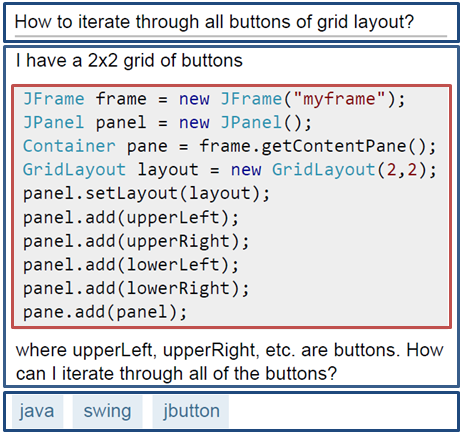 How to iterate through all buttons of grid layout?
I have a 2x2 grid of buttons
JFrame frame = new JFrame("myframe");
JPanel panel = new JPanel();
Container pane = frame.getContentPane();
GridLayout layout = new GridLayout(2,2);
panel.setLayout(layout);
panel.add(upperLeft);
panel.add(upperRight);
panel.add(lowerLeft);
panel.add(lowerRight);
pane.add(panel);
where upperLeft, upperRight, etc. are buttons. How
can I iterate through all of the buttons?
java swing jbutton